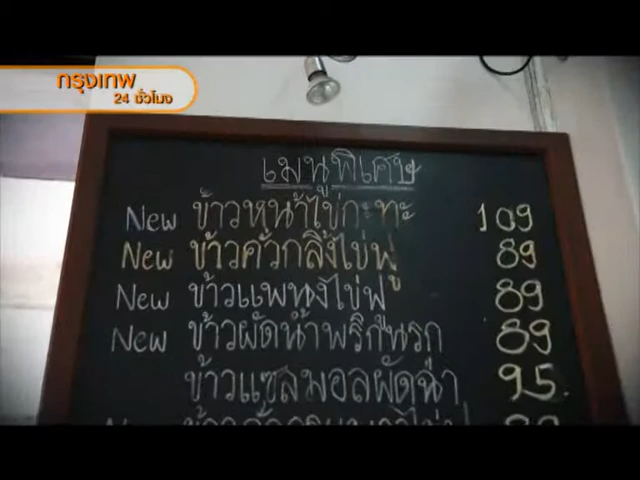 กรุงเทพ
24 ชั่วโมง
เมนูพิเศษ
New ข้าวหน้าไข่กะทะ 109
New ข้าวคั่วกลิ้งไข่ฟู 89
New ข้าวแพนงไข่ฟู 89
New ข้าวผัดน้ำพริกนรก 89
ข้าวแซลมอลผัดฉ่า 95